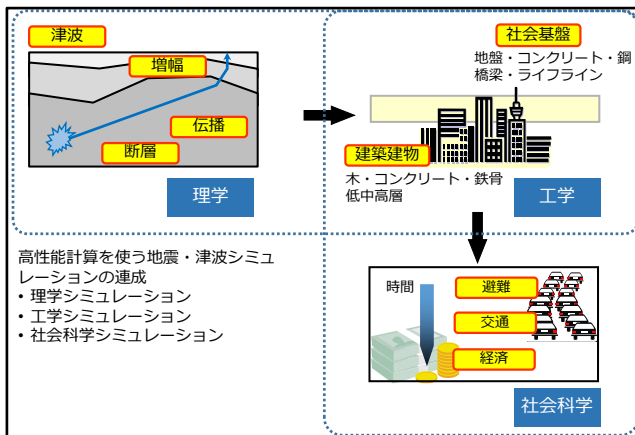 津波
増幅
伝播
断層
理学
社会基盤
地盤・コンクリート・鋼
橋梁・ライフライン
建築建物
木・コンクリート・鉄骨
低中高層
工学
高性能計算を使う地震・津波シミュ
レーションの連成
• 理学シミュレーション
• 工学シミュレーション
• 社会科学シミュレーション
時間
避難
交通
経済
社会科学